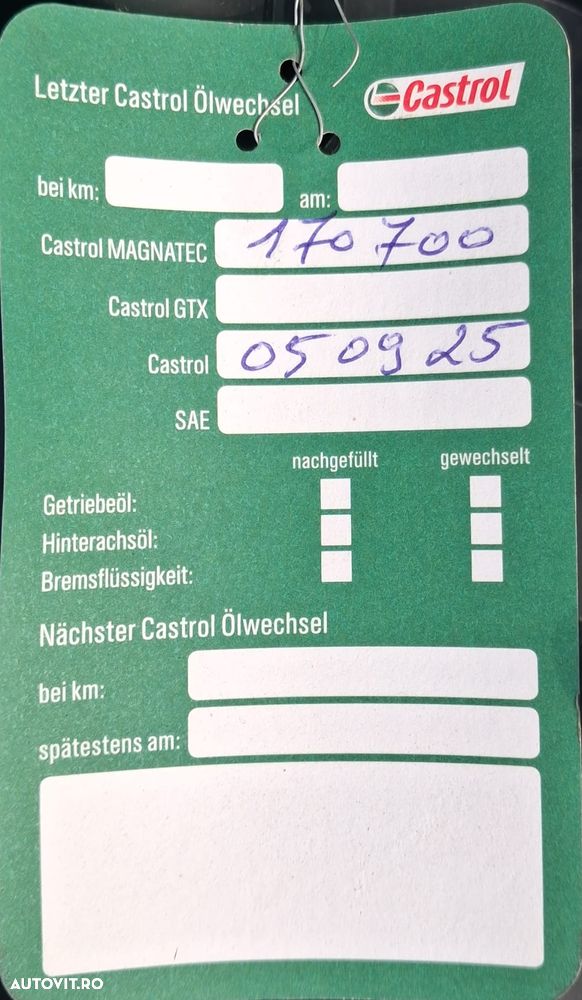 Letzter Castrol Ölwechsel
Castrol
bei km: am:
Castrol MAGNATEC 170 700
Castrol GTX
Castrol 05 09 25
SAE
nachgefüllt gewechselt
Getriebeöl:
Hinterachsöl:
Bremsflüssigkeit:
Nächster Castrol Ölwechsel
bei km:
spätestens am:
AUTOVIT.RO